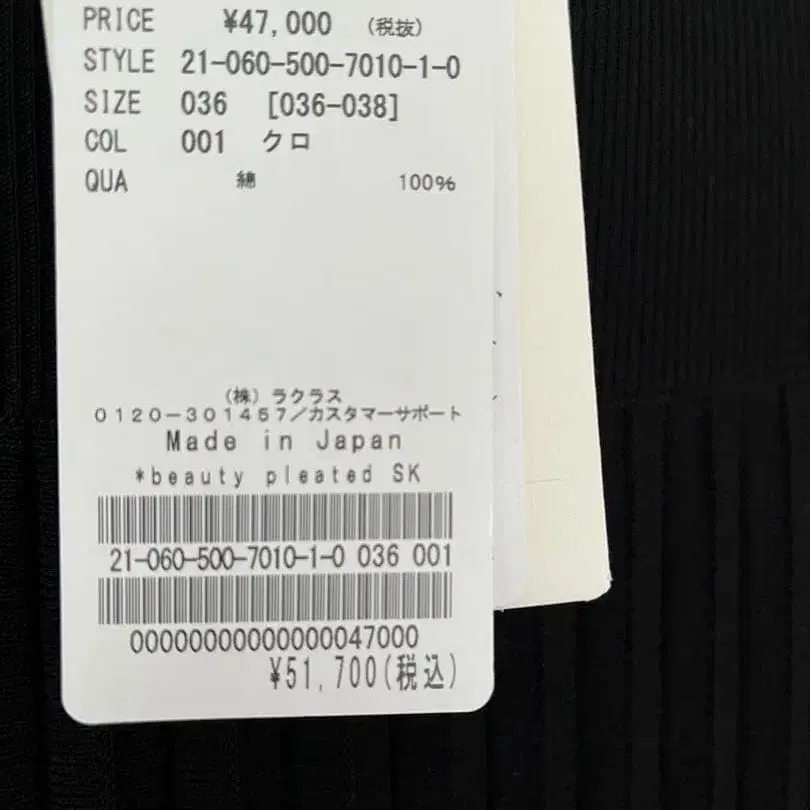 PRICE ¥47,000 (税抜)
STYLE 21-060-500-7010-1-0
SIZE 036 [036-038]
COL 001 クロ
QUA 綿 100%
(株) ラクラス
0120-301457/カスタマーサポート
Made in Japan
*beauty pleated SK
21-060-500-7010-1-0 036 001
00000000000000047000
¥51,700(税込)